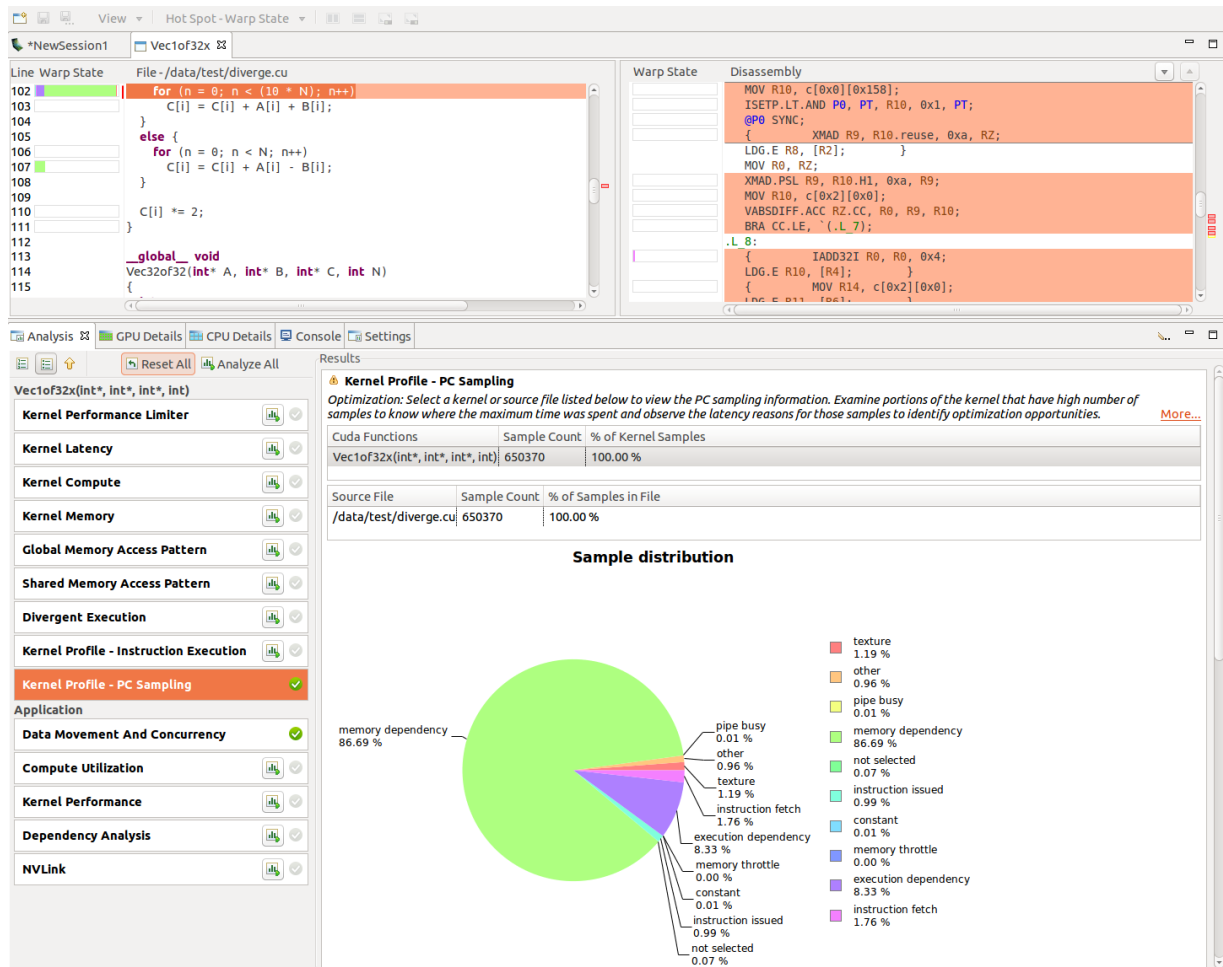 View Hot Spot - Warp State
*NewSession1 Vec1of32x
Line Warp State File - /data/test/diverge.cu
102 for (n = 0; n < (10 * N); n++)
103 C[i] = C[i] + A[i] + B[i];
104 }
105 else {
106 for (n = 0; n < N; n++)
107 C[i] = C[i] + A[i] - B[i];
108 }
109
110 C[i] *= 2;
111 }
112
113 __global__ void
114 Vec32of32(int* A, int* B, int* C, int N)
115 {
Warp State Disassembly
MOV R10, c[0x0][0x158];
ISETP.LT.AND P0, PT, R10, 0x1, PT;
@P0 SYNC;
{ XMAD R9, R10.reuse, 0xa, RZ;
LDG.E R8, [R2]; }
MOV R0, RZ;
XMAD.PSL R9, R10.H1, 0xa, R9;
MOV R10, c[0x2][0x0];
VABSDIFF.ACC RZ.CC, R0, R9, R10;
BRA CC.LE, `(.L_7);
.L_8:
{ IADD32I R0, R0, 0x4;
LDG.E R10, [R4]; }
{ MOV R14, c[0x2][0x0];
LDG.E R11, [R6]; }
Analysis GPU Details CPU Details Console Settings
Reset All Analyze All
Vec1of32x(int*, int*, int*, int)
Kernel Performance Limiter
Kernel Latency
Kernel Compute
Kernel Memory
Global Memory Access Pattern
Shared Memory Access Pattern
Divergent Execution
Kernel Profile - Instruction Execution
Kernel Profile - PC Sampling
Application
Data Movement And Concurrency
Compute Utilization
Kernel Performance
Dependency Analysis
NVLink
Results
Kernel Profile - PC Sampling
Optimization: Select a kernel or source file listed below to view the PC sampling information. Examine portions of the kernel that have high number of
samples to know where the maximum time was spent and observe the latency reasons for those samples to identify optimization opportunities. More...
Cuda Functions Sample Count % of Kernel Samples
Vec1of32x(int*, int*, int*, int) 650370 100.00 %
Source File Sample Count % of Samples in File
/data/test/diverge.cu 650370 100.00 %
Sample distribution
memory dependency
86.69 %
pipe busy
0.01 %
other
0.96 %
texture
1.19 %
instruction fetch
1.76 %
execution dependency
8.33 %
memory throttle
0.00 %
constant
0.01 %
instruction issued
0.99 %
not selected
0.07 %
texture
1.19 %
other
0.96 %
pipe busy
0.01 %
memory dependency
86.69 %
not selected
0.07 %
instruction issued
0.99 %
constant
0.01 %
memory throttle
0.00 %
execution dependency
8.33 %
instruction fetch
1.76 %